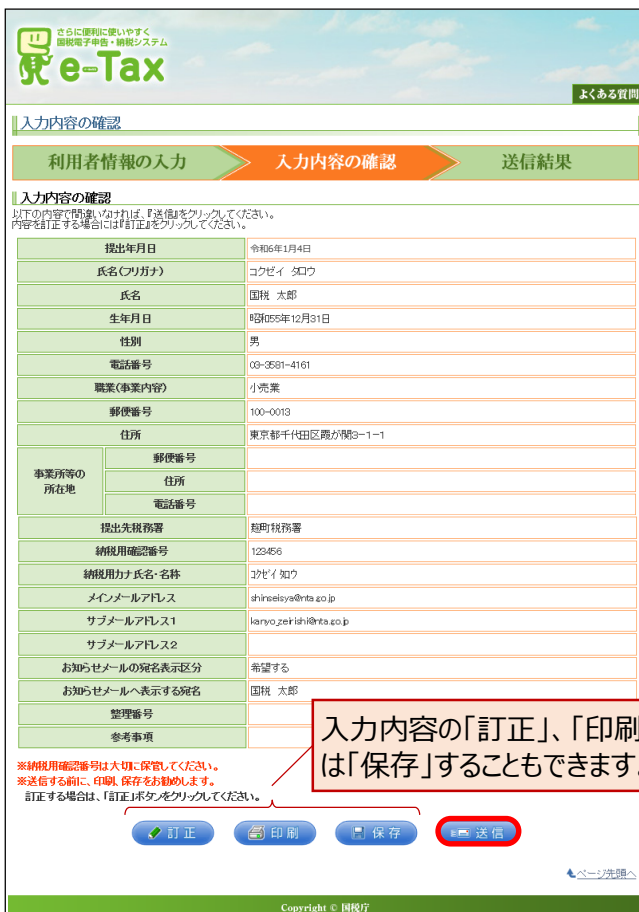 さらに便利に使いやすく
国税電子申告・納税システム
e-Tax
よくある質問
入力内容の確認
利用者情報の入力 入力内容の確認 送信結果
入力内容の確認
以下の内容で間違いなければ、『送信』をクリックしてください。
内容を訂正する場合には『訂正』をクリックしてください。
提出年月日 令和6年1月4日
氏名(フリガナ) コクゼイ タロウ
氏名 国税 太郎
生年月日 昭和55年12月31日
性別 男
電話番号 03-3581-4161
職業(事業内容) 小売業
郵便番号 100-0013
住所 東京都千代田区霞が関3-1-1
事業所等の
所在地
郵便番号
住所
電話番号
提出先税務署 麹町税務署
納税用確認番号 123456
納税用カナ氏名・名称 ｺｸｾﾞｲ ﾀﾛｳ
メインメールアドレス shinseisya@nta.go.jp
サブメールアドレス1 kanyo_zeirishi@nta.go.jp
サブメールアドレス2
お知らせメールの宛名表示区分 希望する
お知らせメールへ表示する宛名 国税 太郎
整理番号
参考事項
入力内容の「訂正」、「印刷
は「保存」することもできます。
※納税用確認番号は大切に保管してください。
※送信する前に、印刷、保存をお勧めします。
訂正する場合は、「訂正」ボタンをクリックしてください。
訂正 印刷 保存 送信
ページ先頭へ
Copyright © 国税庁